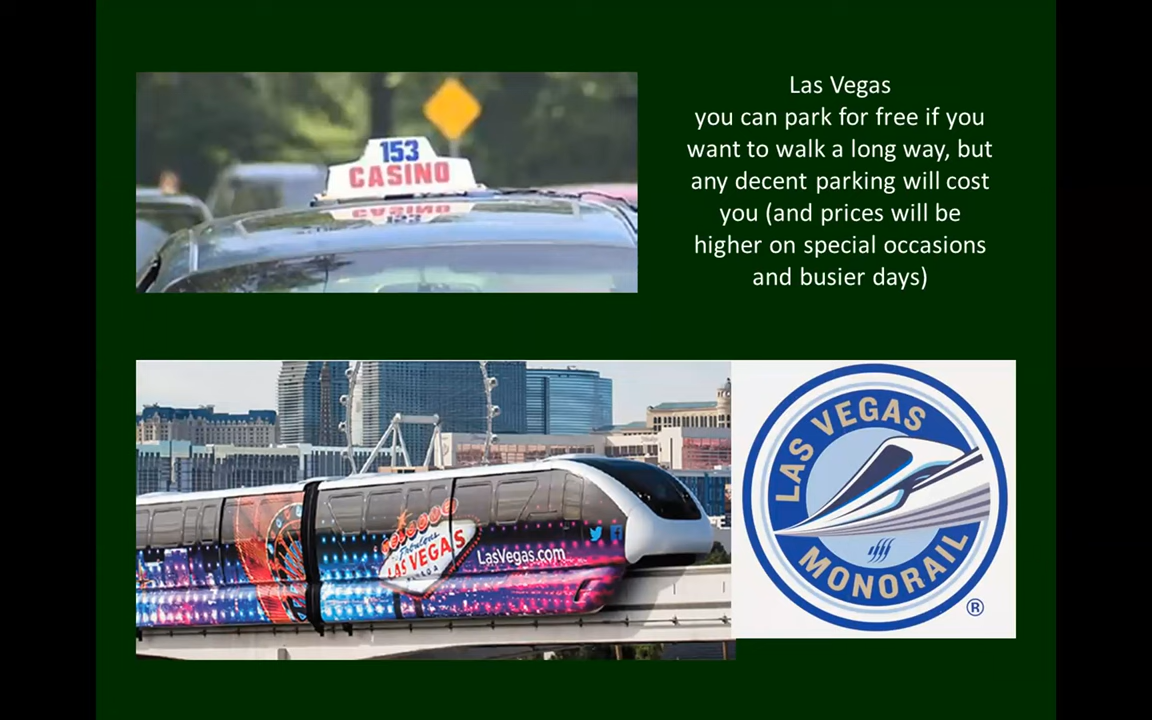 Las Vegas
you can park for free if you
want to walk a long way, but
any decent parking will cost
you (and prices will be
higher on special occasions
and busier days)
153
CASINO
WELCOME
Fabulous
LAS VEGAS
LasVegas.com
LAS VEGAS
MONORAIL
®